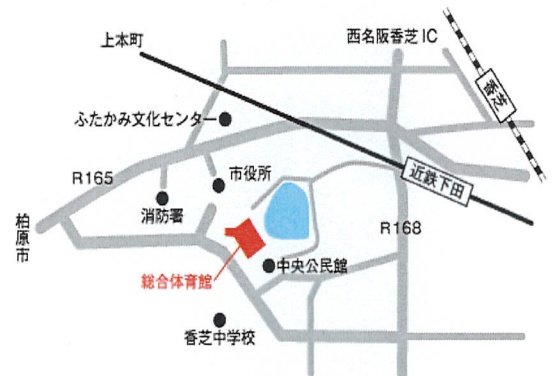 上本町
西名阪香芝IC
香芝
ふたかみ文化センター
近鉄下田
市役所
R165
消防署
柏原市
R168
中央公民館
総合体育館
香芝中学校